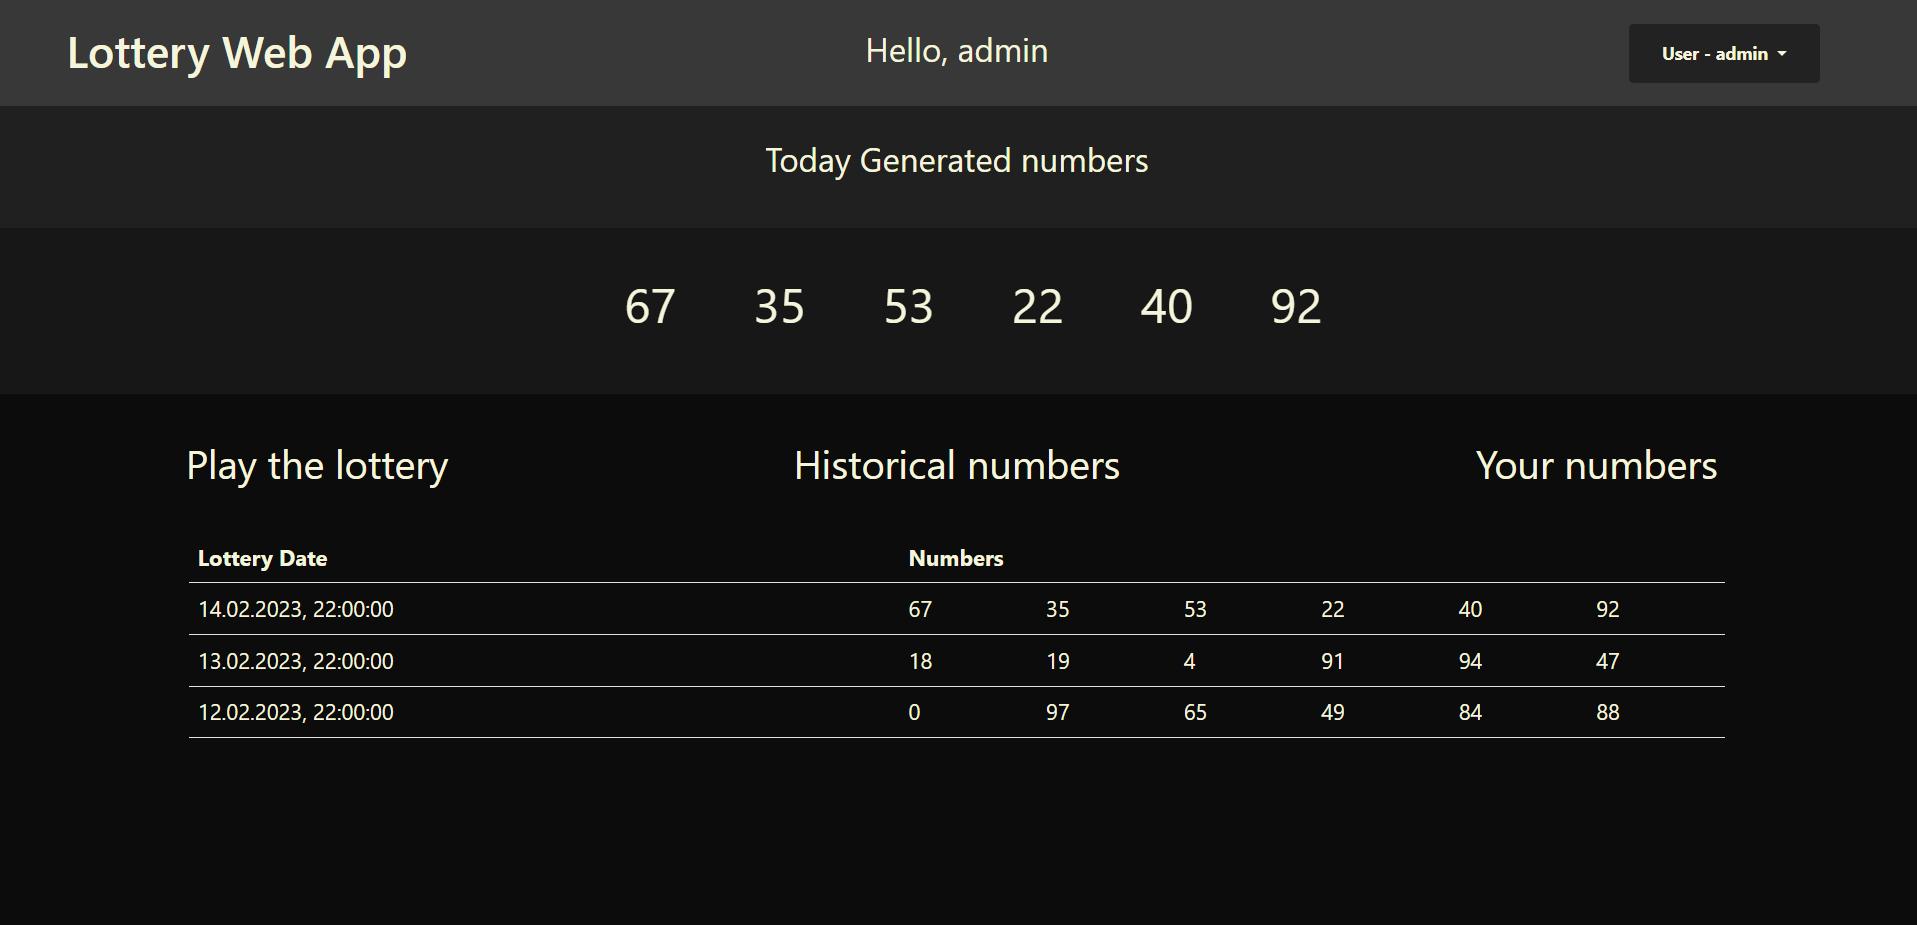 Lottery Web App Hello, admin User - admin
Today Generated numbers
67 35 53 22 40 92
Play the lottery Historical numbers Your numbers
Lottery Date Numbers
14.02.2023, 22:00:00 67 35 53 22 40 92
13.02.2023, 22:00:00 18 19 4 91 94 47
12.02.2023, 22:00:00 0 97 65 49 84 88